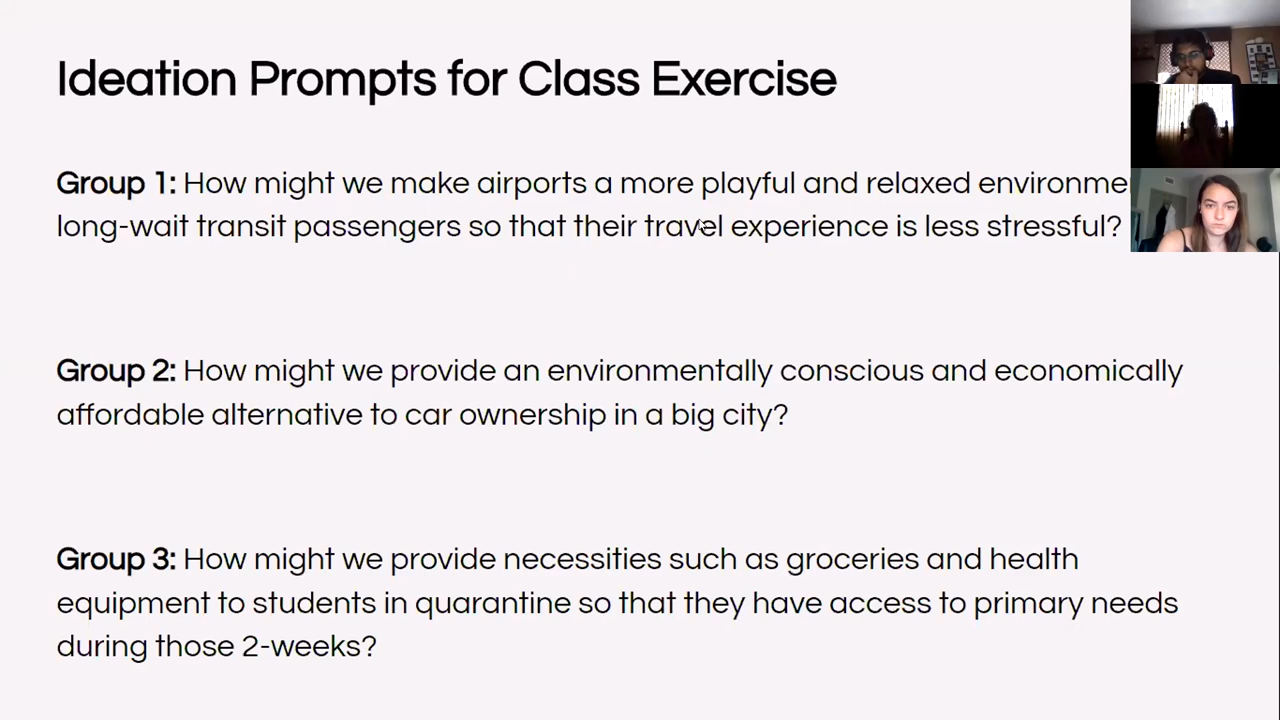 Ideation Prompts for Class Exercise
Group 1: How might we make airports a more playful and relaxed
long-wait transit passengers so that their travel experience is less stressful?
Group 2: How might we provide an environmentally conscious and economically
affordable alternative to car ownership in a big city?
Group 3: How might we provide necessities such as groceries and health
equipment to students in quarantine so that they have access to primary needs
during those 2-weeks?